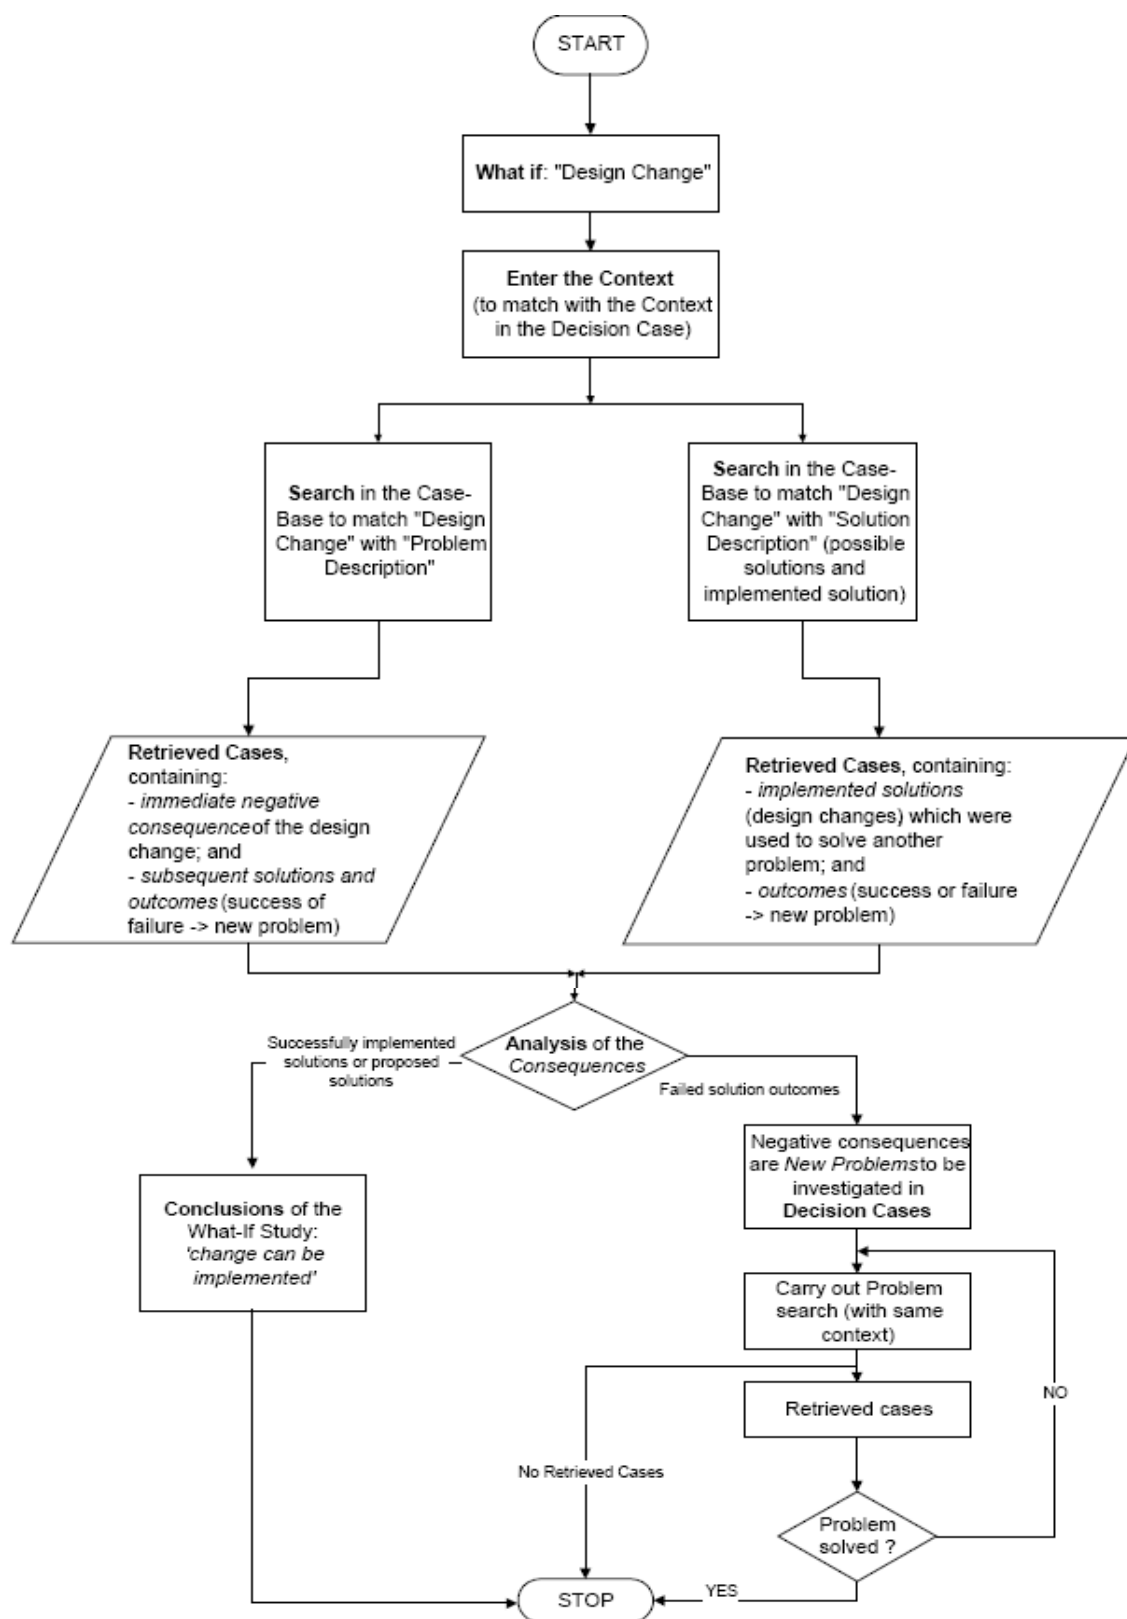 START
What if: "Design Change"
Enter the Context
(to match with the Context
in the Decision Case)
Search in the Case-
Base to match "Design
Change" with "Problem
Description"
Search in the Case-
Base to match "Design
Change" with "Solution
Description" (possible
solutions and
implemented solution)
Retrieved Cases,
containing:
- immediate negative
consequence of the design
change; and
- subsequent solutions and
outcomes (success of
failure -> new problem)
Retrieved Cases, containing:
- implemented solutions
(design changes) which were
used to solve another
problem; and
- outcomes (success or failure
-> new problem)
Analysis of the
Consequences
Successfully implemented
solutions or proposed
solutions
Failed solution outcomes
Conclusions of the
What-If Study:
'change can be
implemented'
Negative consequences
are New Problems to be
investigated in
Decision Cases
Carry out Problem
search (with same
context)
Retrieved cases
NO
No Retrieved Cases
Problem
solved ?
YES
STOP